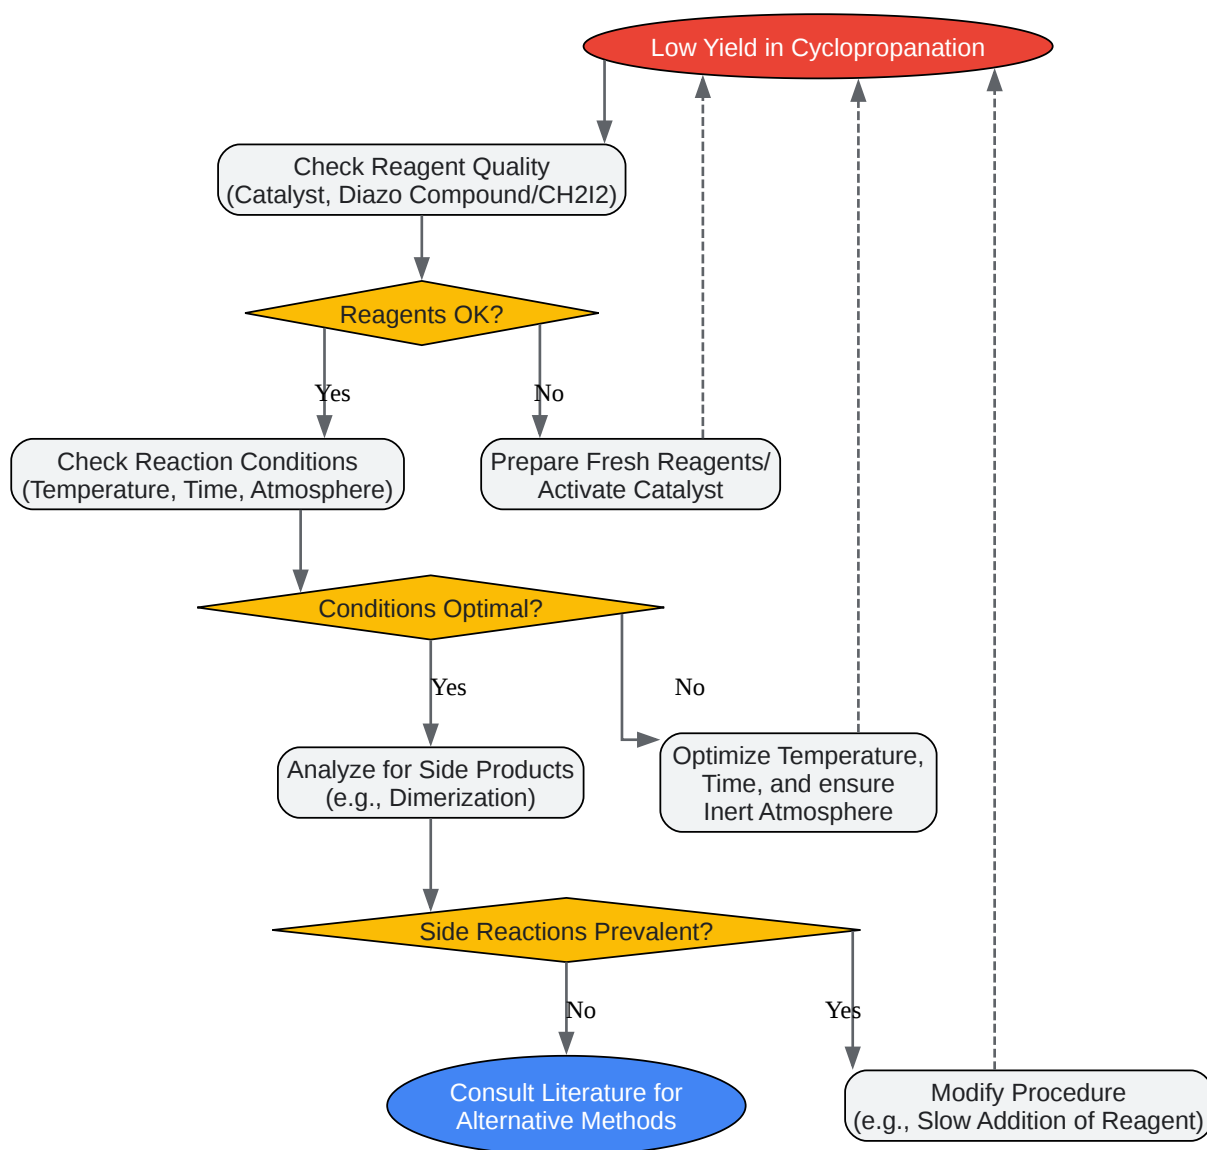 Low Yield in Cyclopropanation
Check Reagent Quality
(Catalyst, Diazo Compound/CH2I2)
Reagents OK?
Yes
No
Check Reaction Conditions
(Temperature, Time, Atmosphere)
Prepare Fresh Reagents/
Activate Catalyst
Conditions Optimal?
Yes
No
Analyze for Side Products
(e.g., Dimerization)
Optimize Temperature,
Time, and ensure
Inert Atmosphere
Side Reactions Prevalent?
No
Yes
Consult Literature for
Alternative Methods
Modify Procedure
(e.g., Slow Addition of Reagent)